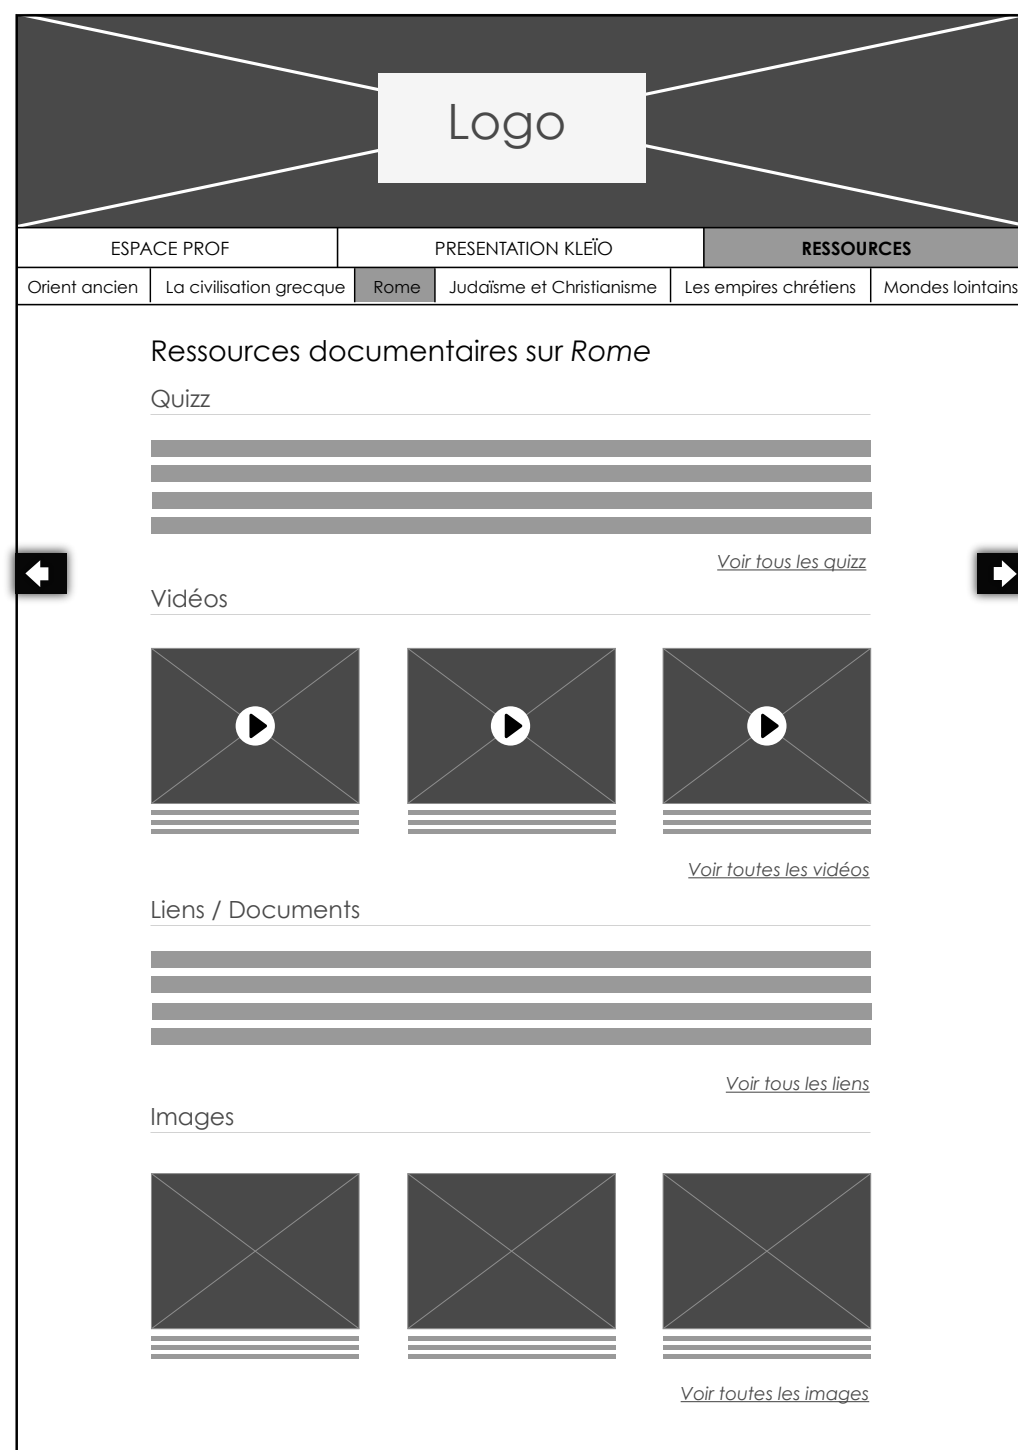 Logo
ESPACE PROF PRESENTATION KLEÏO RESSOURCES
Orient ancien La civilisation grecque Rome Judaïsme et Christianisme Les empires chrétiens Mondes lointains
Ressources documentaires sur Rome
Quizz
Voir tous les quizz
Vidéos
Voir toutes les vidéos
Liens / Documents
Voir tous les liens
Images
Voir toutes les images